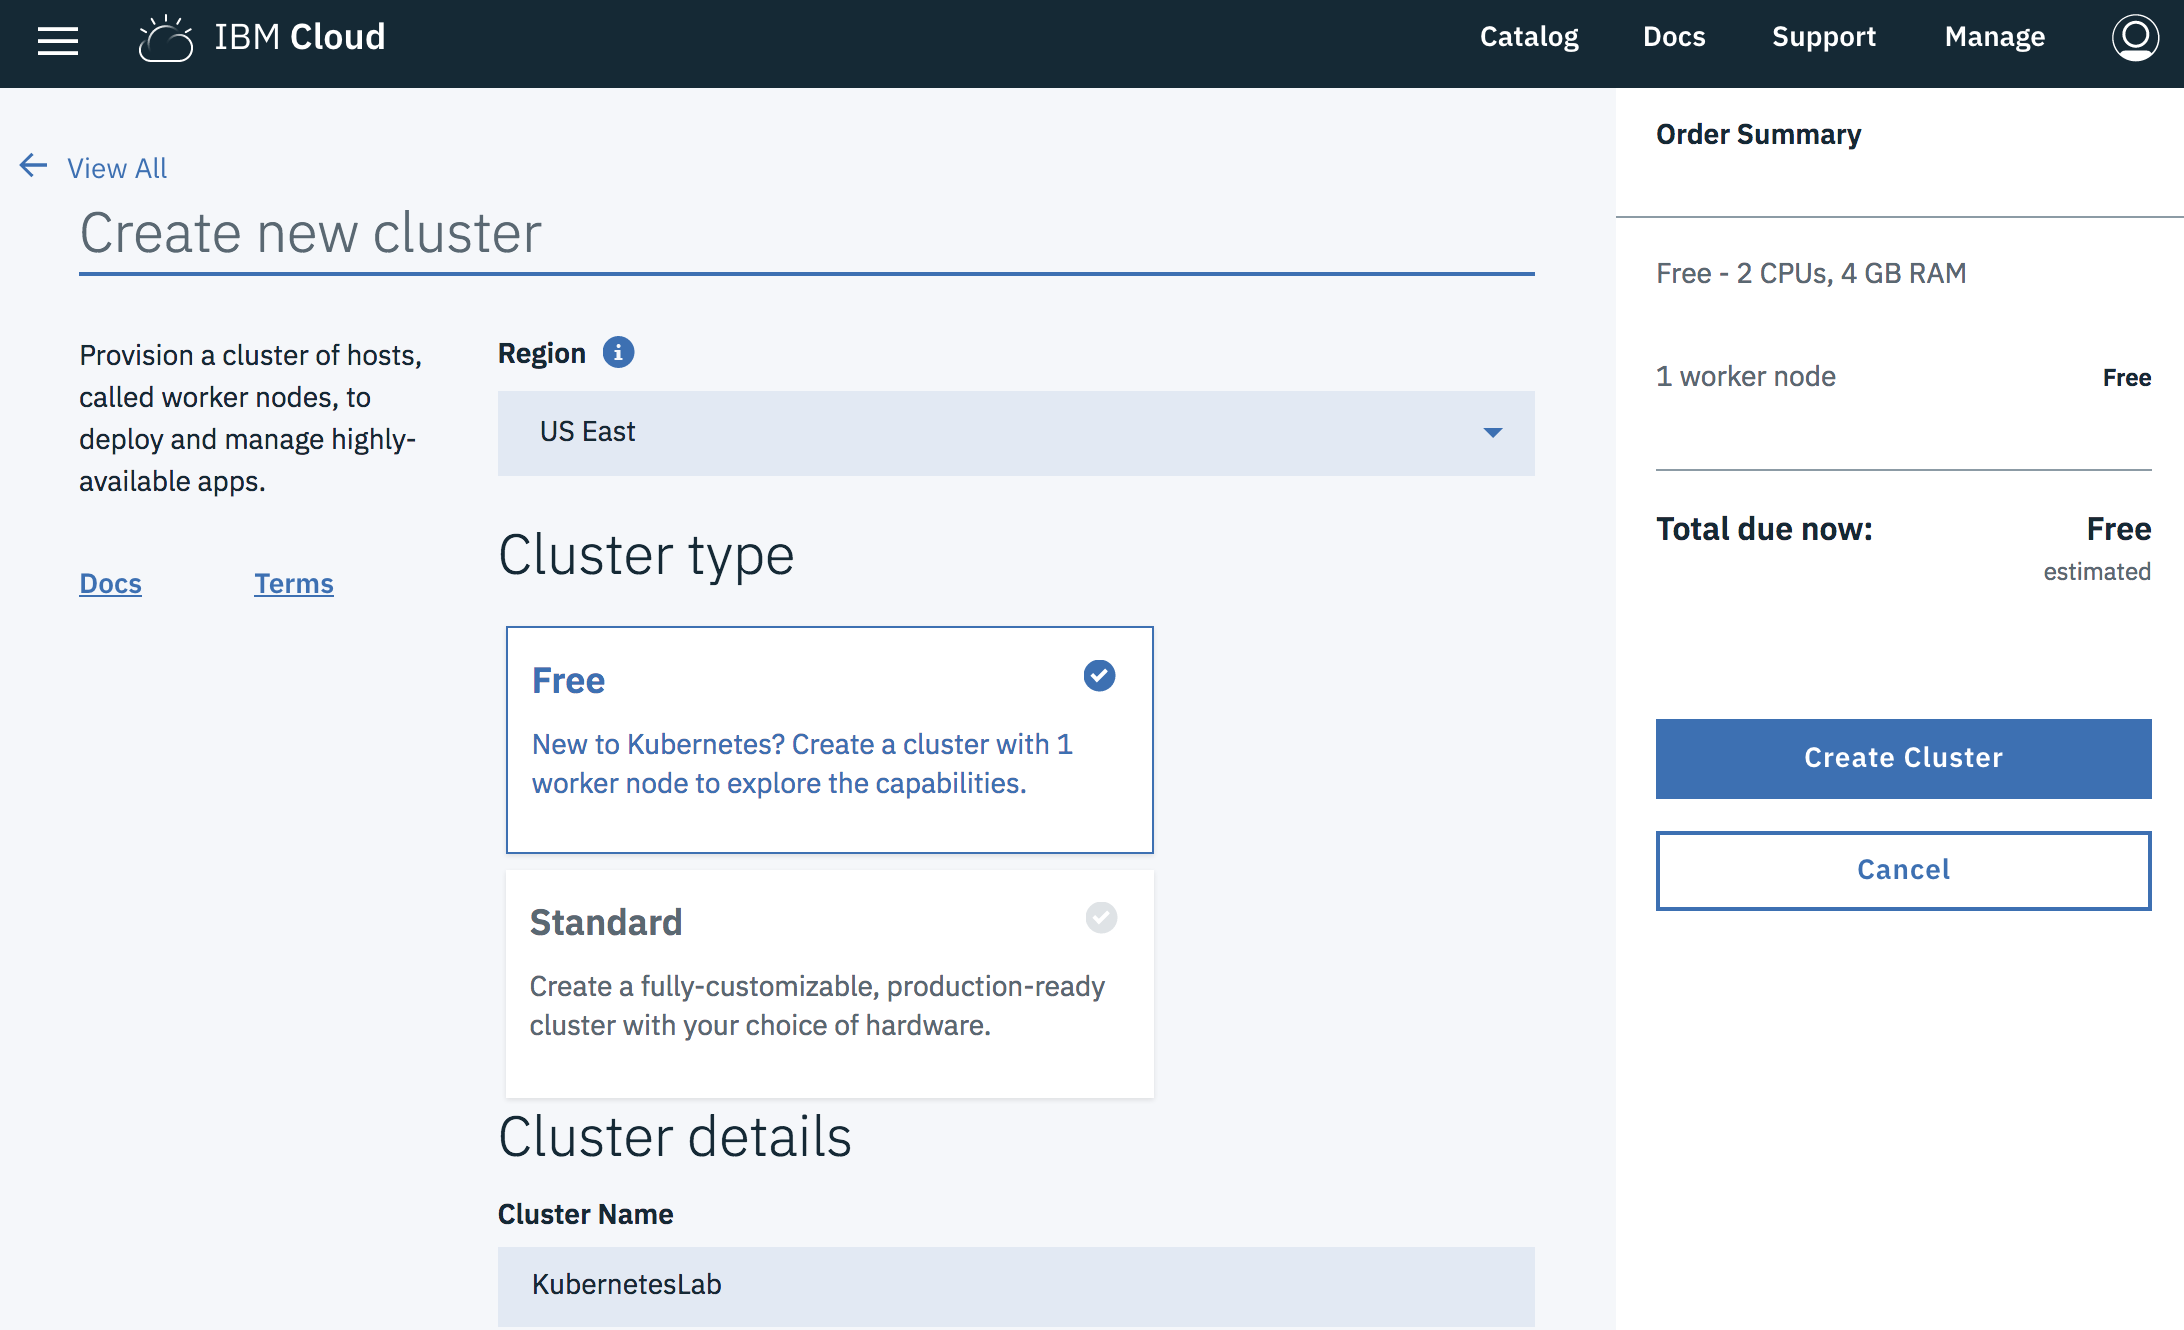 IBM Cloud
Catalog
Docs
Support
Manage
View All
Create new cluster
Provision a cluster of hosts,
called worker nodes, to
deploy and manage highly-
available apps.
Docs
Terms
Region
US East
Cluster type
Free
New to Kubernetes? Create a cluster with 1
worker node to explore the capabilities.
Standard
Create a fully-customizable, production-ready
cluster with your choice of hardware.
Cluster details
Cluster Name
KubernetesLab
Order Summary
Free - 2 CPUs, 4 GB RAM
1 worker node Free
Total due now: Free
estimated
Create Cluster
Cancel